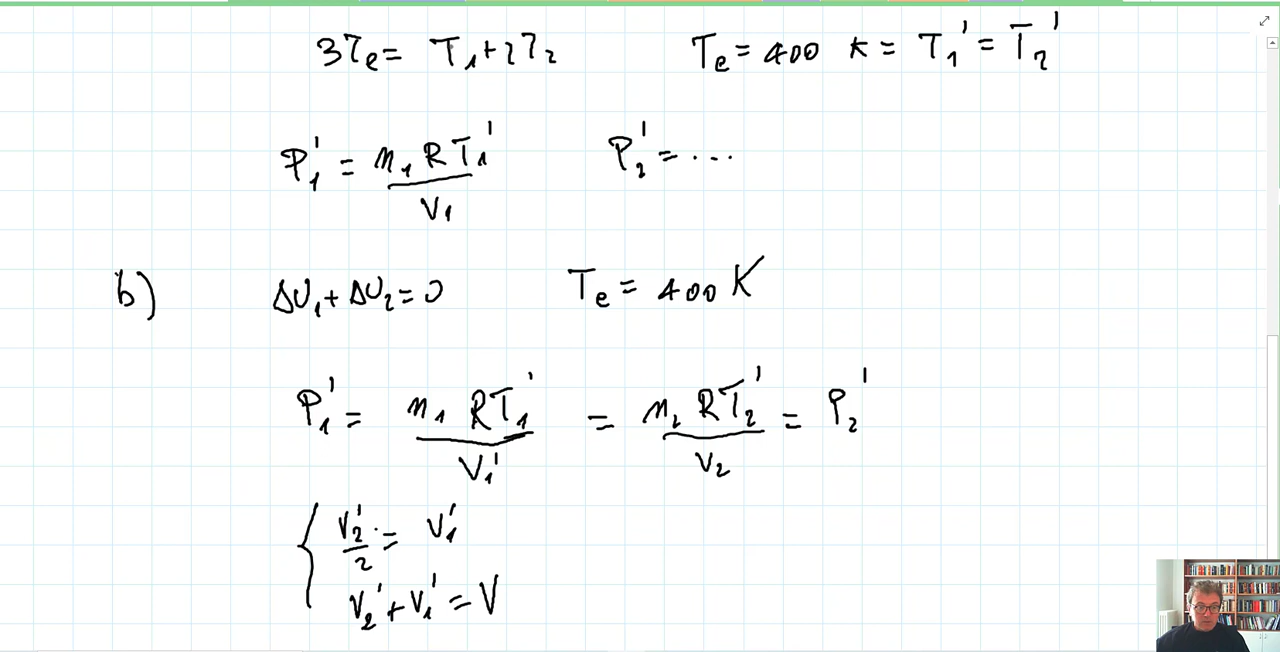 3Te = T₁ + 2T₂   Te = 400 K = T₁' = T₂'
P₁' = n₁ R T₁' / V₁   P₂' = ...
b)   ΔU₁ + ΔU₂ = 0   Te = 400 K
P₁' = n₁ R T₁' / V₁' = n₂ R T₂' / V₂ = P₂'
{ V₂' / 2 = V₁'
V₂' + V₁' = V